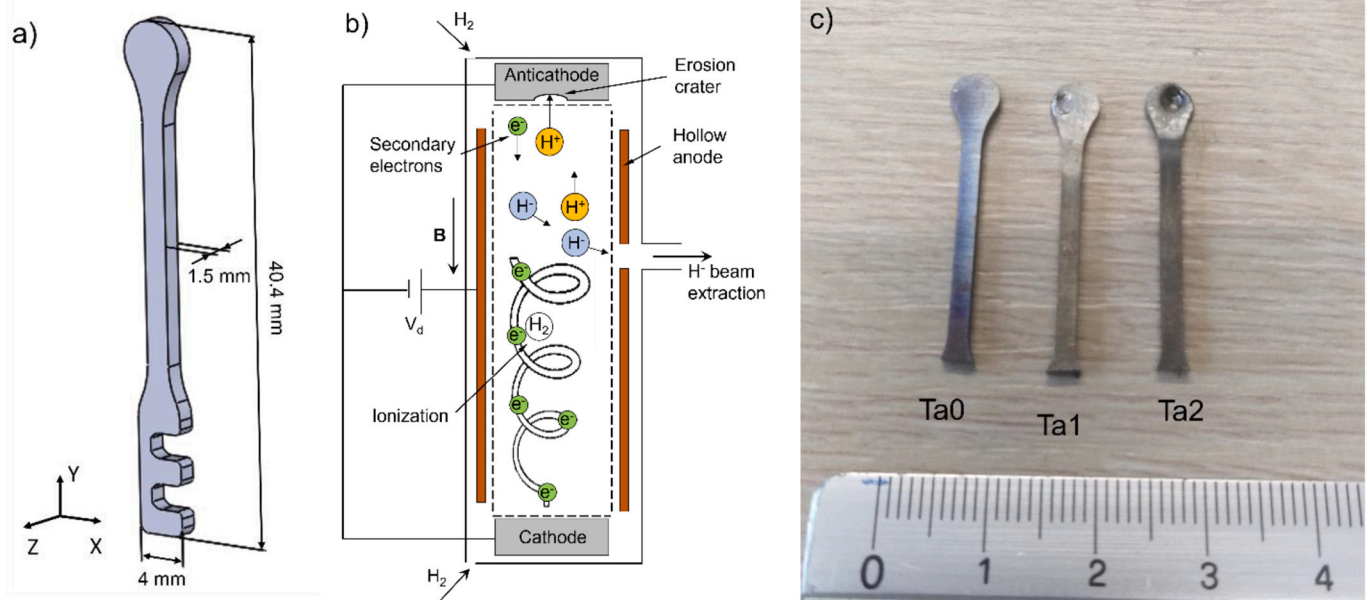 a)
1.5 mm
40.4 mm
Y
Z
X
4 mm
b)
H₂
Anticathode
Erosion
crater
e⁻
Secondary
electrons
H⁺
Hollow
anode
H⁻
H⁺
B
H⁻
H⁻ beam
extraction
e⁻
V_d
e⁻
H₂
Ionization
e⁻
e⁻
e⁻
Cathode
H₂
c)
Ta0
Ta1
Ta2
0 1 2 3 4